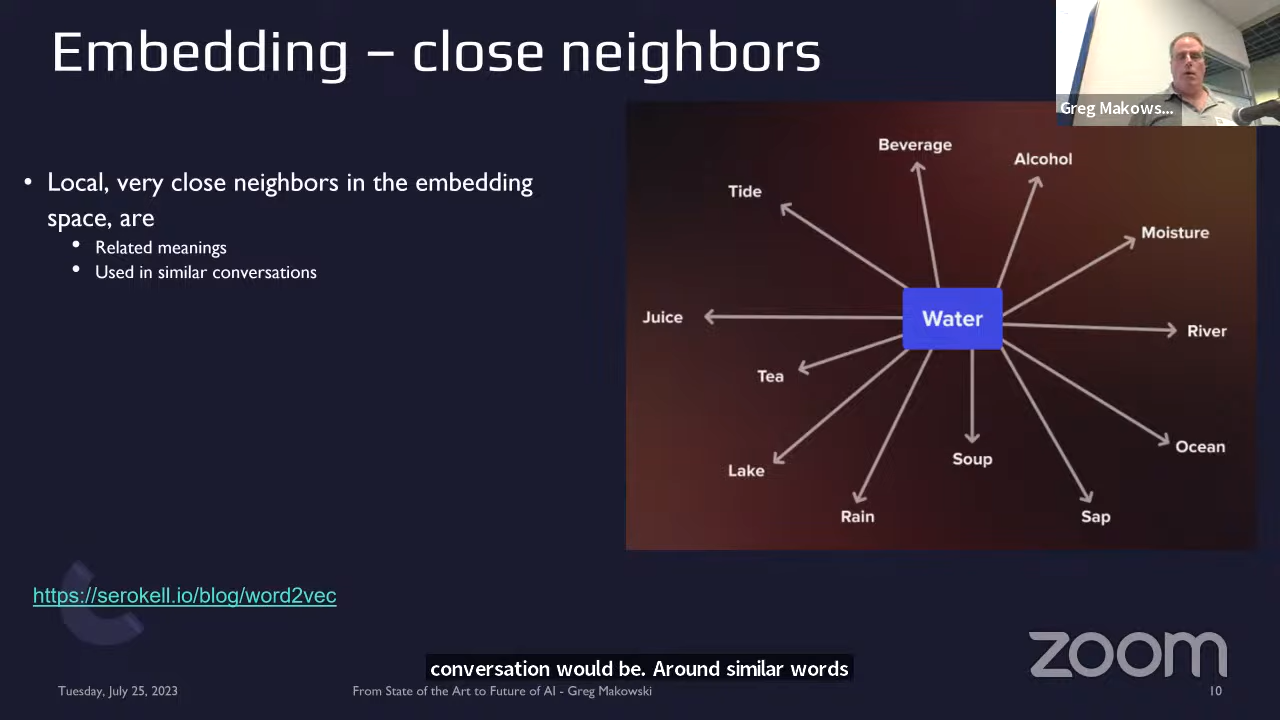 Embedding – close neighbors
Greg Makows...
• Local, very close neighbors in the embedding
space, are
• Related meanings
• Used in similar conversations
Beverage
Alcohol
Tide
Moisture
Juice
Water
River
Tea
Lake
Soup
Ocean
Rain
Sap
https://serokell.io/blog/word2vec
zoom
conversation would be. Around similar words
Tuesday, July 25, 2023
From State of the Art to Future of AI - Greg Makowski
10